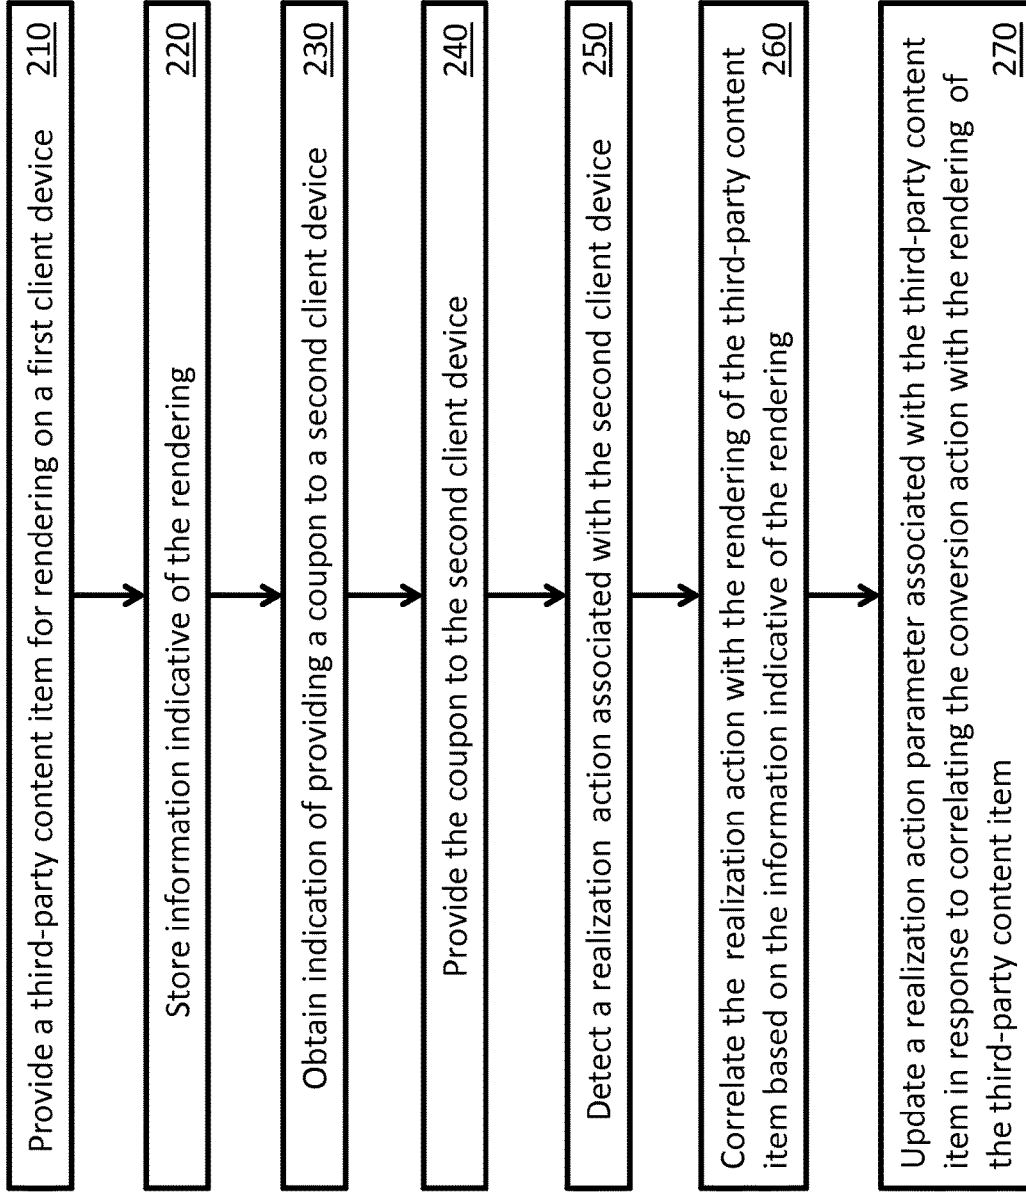 Provide a third-party content item for rendering on a first client device 210
Store information indicative of the rendering 220
Obtain indication of providing a coupon to a second client device 230
Provide the coupon to the second client device 240
Detect a realization action associated with the second client device 250
Correlate the realization action with the rendering of the third-party content
item based on the information indicative of the rendering 260
Update a realization action parameter associated with the third-party content
item in response to correlating the conversion action with the rendering of
the third-party content item 270